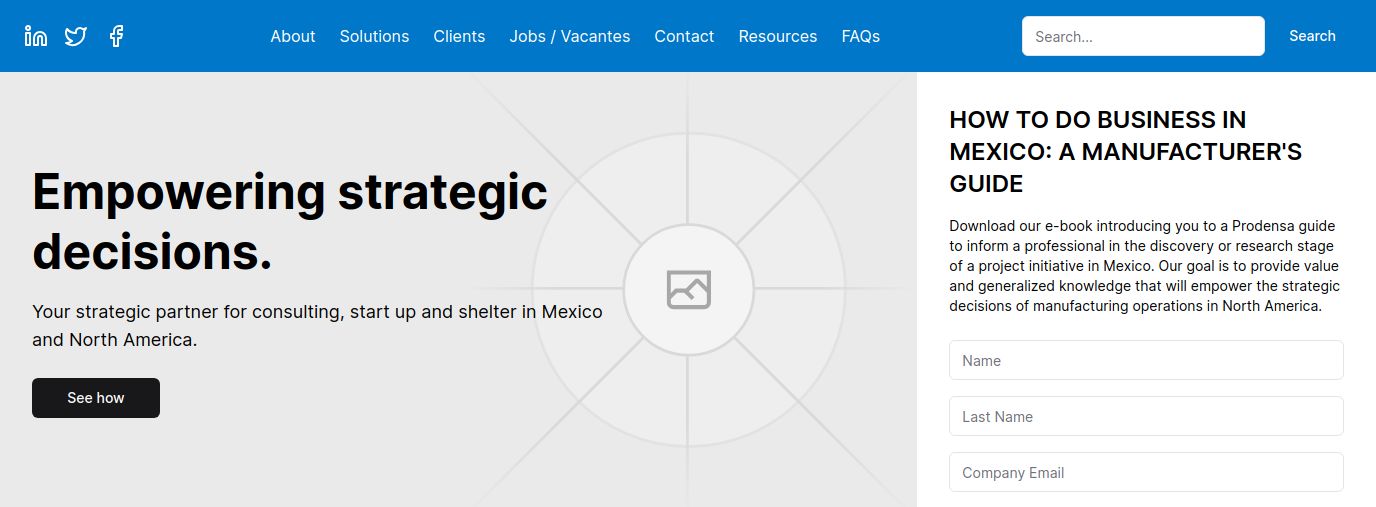 About Solutions Clients Jobs / Vacantes Contact Resources FAQs Search... Search
Empowering strategic
decisions.
Your strategic partner for consulting, start up and shelter in Mexico
and North America.
See how
HOW TO DO BUSINESS IN
MEXICO: A MANUFACTURER'S
GUIDE
Download our e-book introducing you to a Prodensa guide
to inform a professional in the discovery or research stage
of a project initiative in Mexico. Our goal is to provide value
and generalized knowledge that will empower the strategic
decisions of manufacturing operations in North America.
Name
Last Name
Company Email